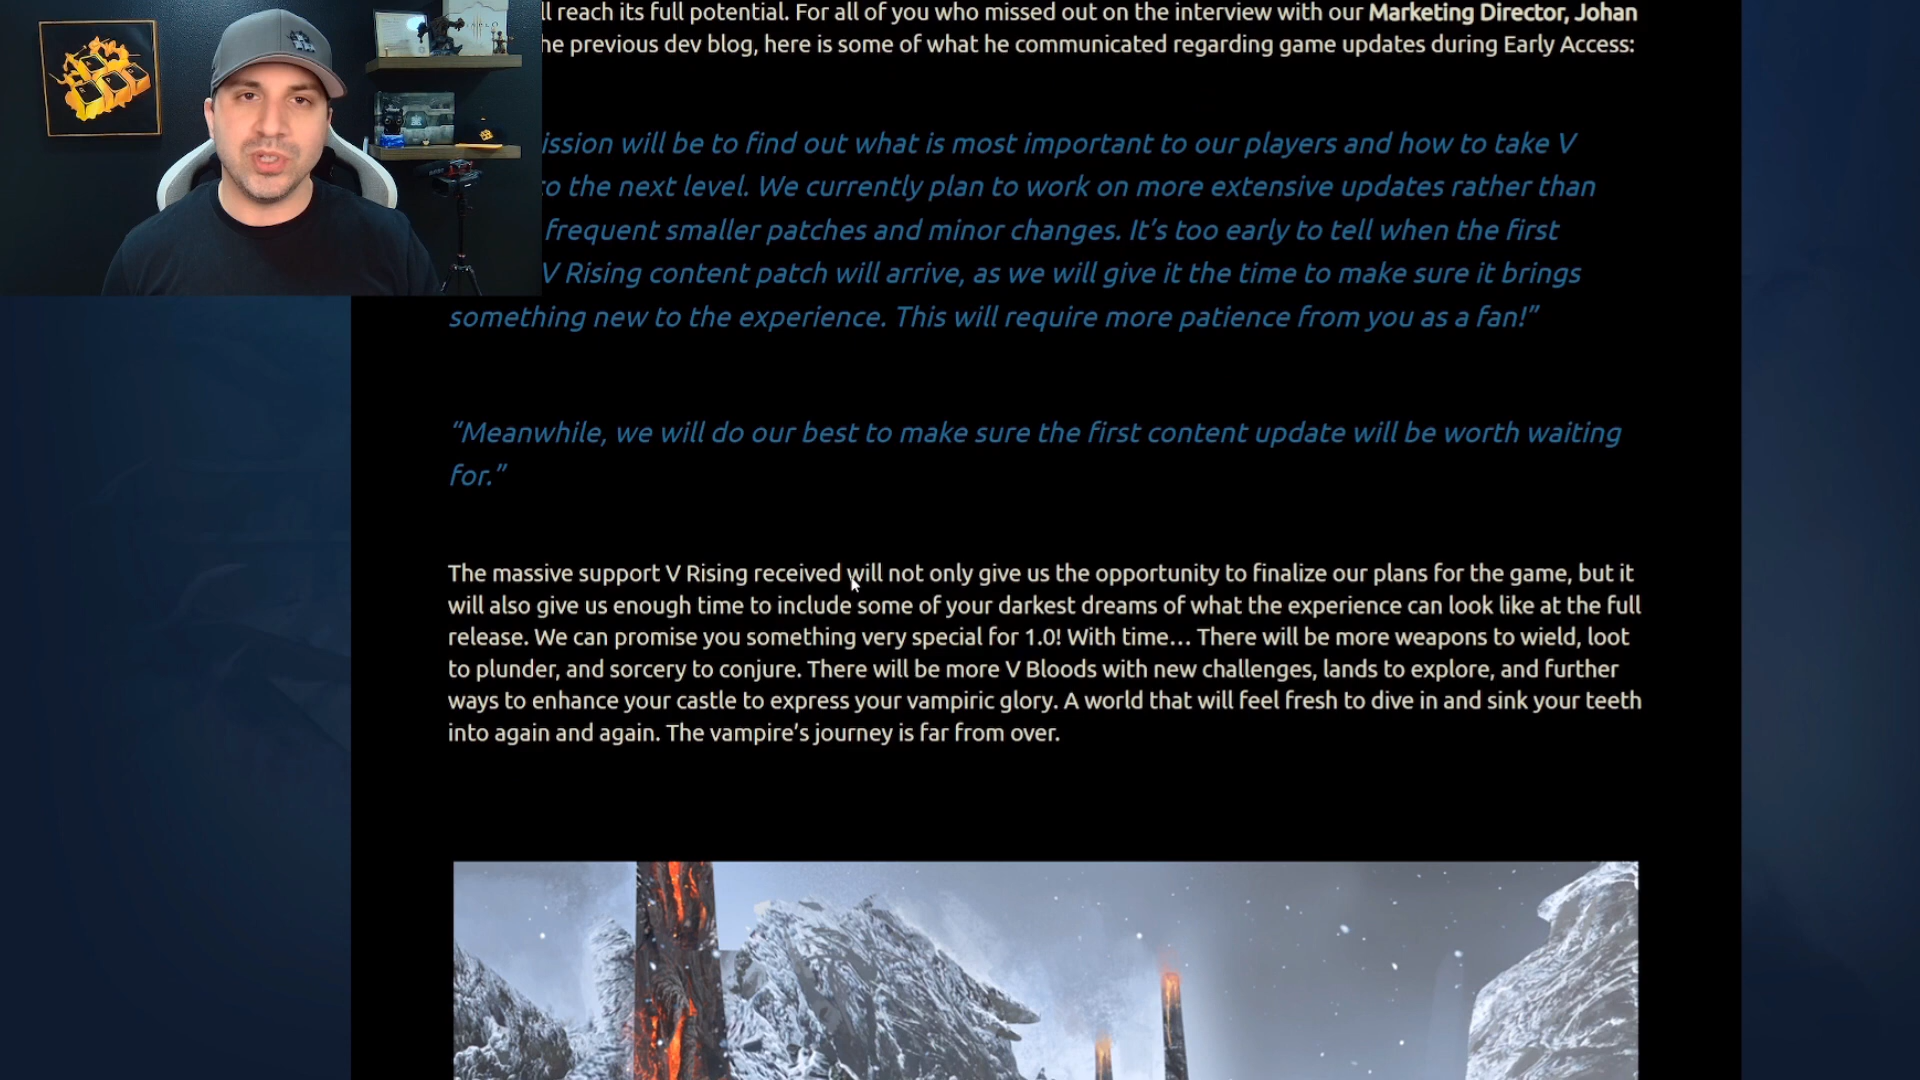 ll reach its full potential. For all of you who missed out on the interview with our Marketing Director, Johan
he previous dev blog, here is some of what he communicated regarding game updates during Early Access:
ission will be to find out what is most important to our players and how to take V
to the next level. We currently plan to work on more extensive updates rather than
frequent smaller patches and minor changes. It’s too early to tell when the first
V Rising content patch will arrive, as we will give it the time to make sure it brings
something new to the experience. This will require more patience from you as a fan!”
“Meanwhile, we will do our best to make sure the first content update will be worth waiting
for.”
The massive support V Rising received will not only give us the opportunity to finalize our plans for the game, but it
will also give us enough time to include some of your darkest dreams of what the experience can look like at the full
release. We can promise you something very special for 1.0! With time... There will be more weapons to wield, loot
to plunder, and sorcery to conjure. There will be more V Bloods with new challenges, lands to explore, and further
ways to enhance your castle to express your vampiric glory. A world that will feel fresh to dive in and sink your teeth
into again and again. The vampire’s journey is far from over.